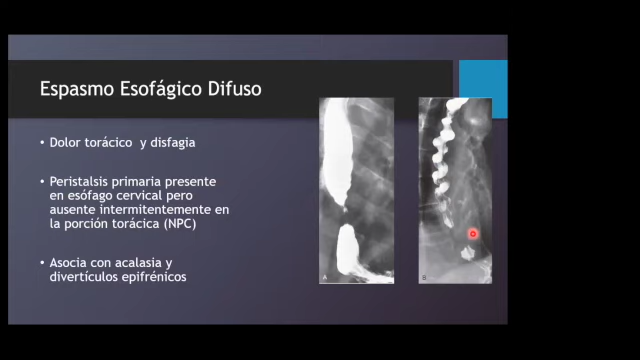 Espasmo Esofágico Difuso
• Dolor torácico y disfagia
• Peristalsis primaria presente
en esófago cervical pero
ausente intermitentemente en
la porción torácica (NPC)
• Asocia con acalasia y
divertículos epifrénicos
A
B